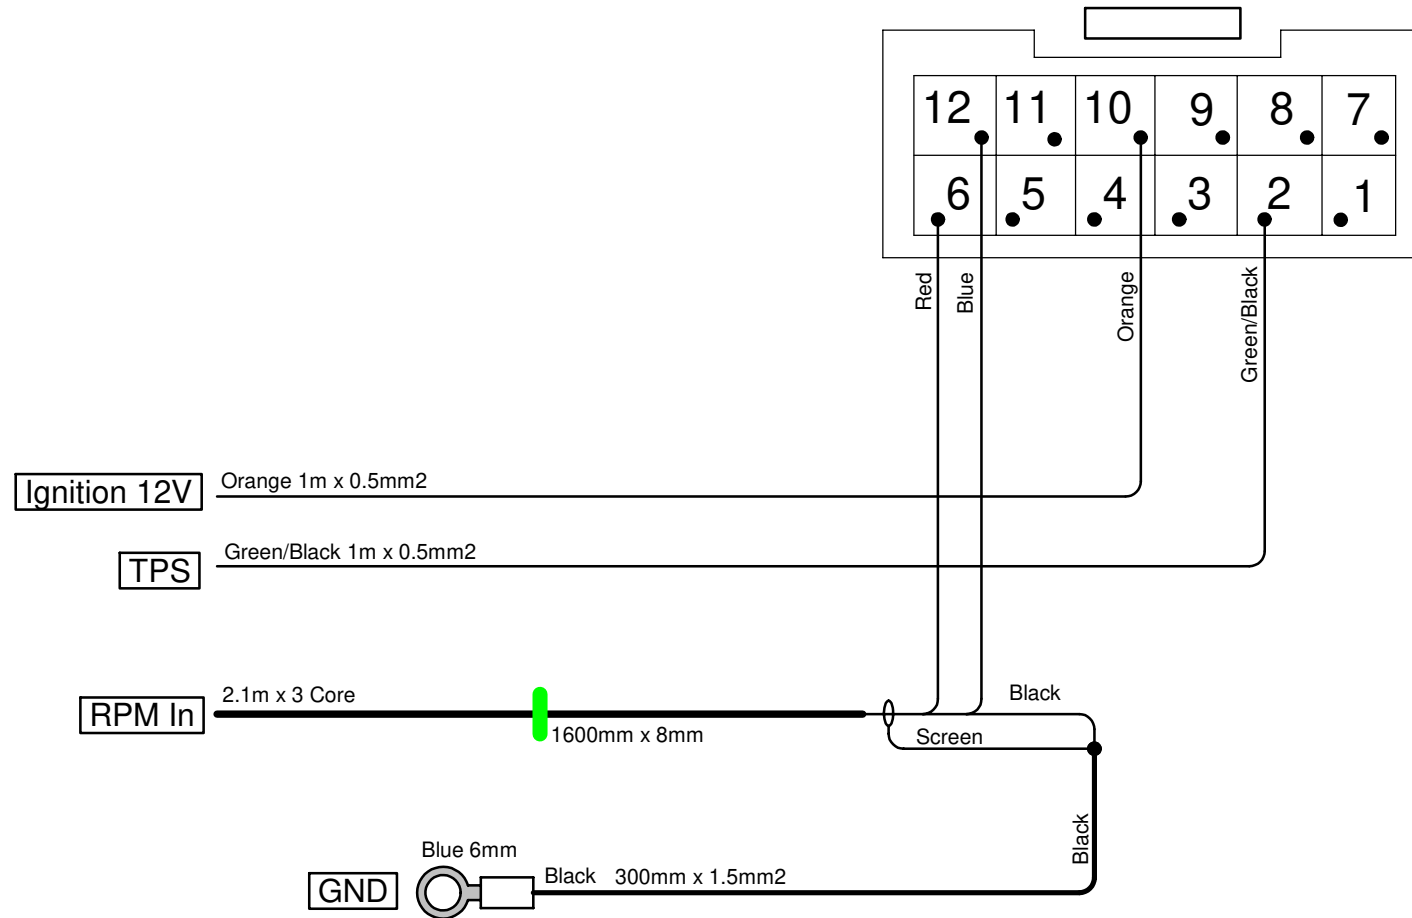 12 11 10 9 8 7
6 5 4 3 2 1
Red
Blue
Orange
Green/Black
Ignition 12V
Orange 1m x 0.5mm2
TPS
Green/Black 1m x 0.5mm2
RPM In
2.1m x 3 Core
1600mm x 8mm
Black
Screen
Black
Blue 6mm
GND
Black 300mm x 1.5mm2